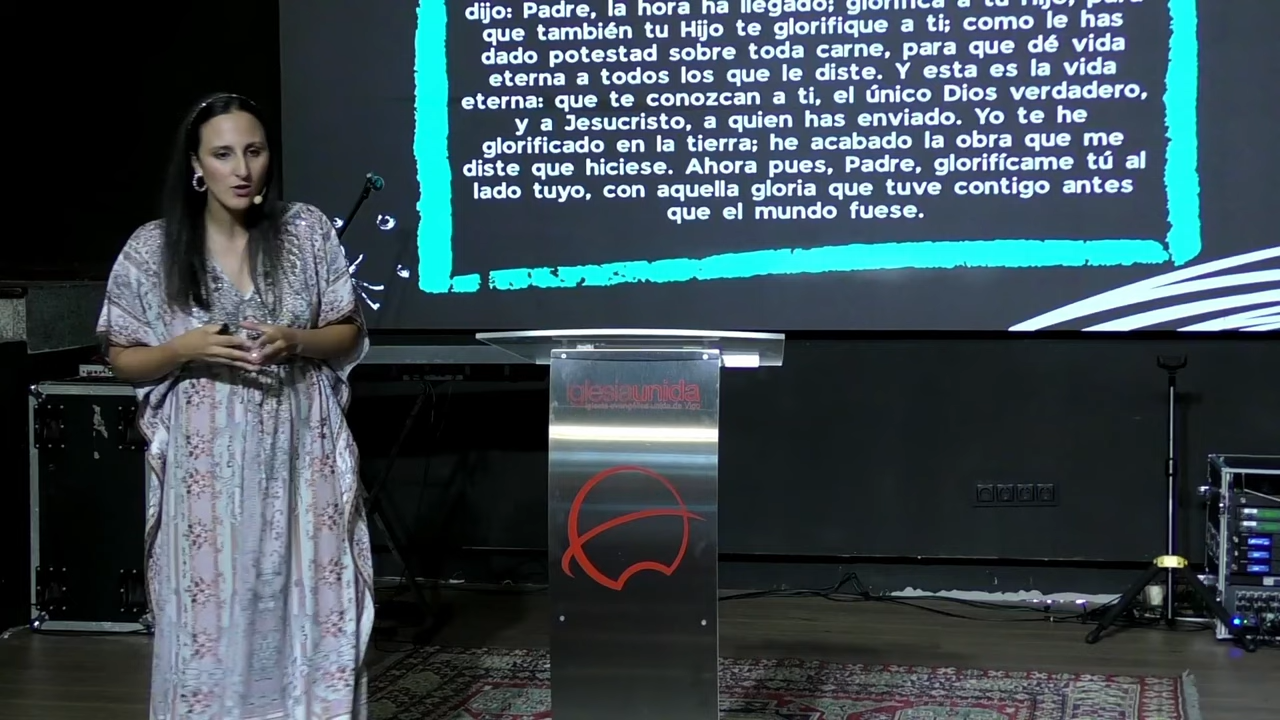 dijo: Padre, la hora ha llegado; glorifica a tu Hijo, para
que también tu Hijo te glorifique a ti; como le has
dado potestad sobre toda carne, para que dé vida
eterna a todos los que le diste. Y esta es la vida
eterna: que te conozcan a ti, el único Dios verdadero,
y a Jesucristo, a quien has enviado. Yo te he
glorificado en la tierra; he acabado la obra que me
diste que hiciese. Ahora pues, Padre, glorifícame tú al
lado tuyo, con aquella gloria que tuve contigo antes
que el mundo fuese.
iglesiaunida